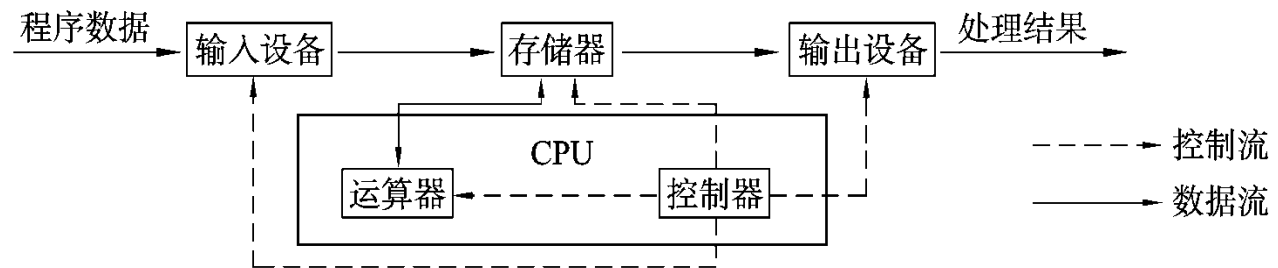 程序数据
输入设备
存储器
输出设备
处理结果
CPU
运算器
控制器
控制流
数据流